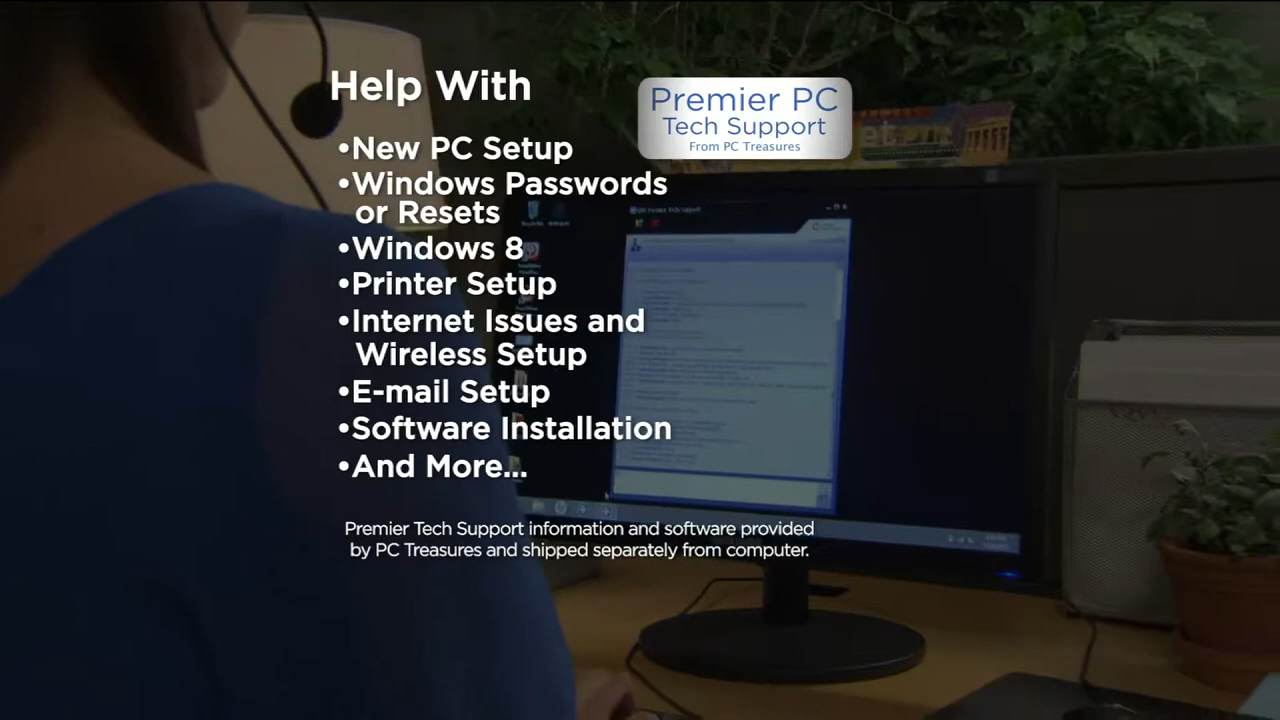 Help With
Premier PC
Tech Support
From PC Treasures
•New PC Setup
•Windows Passwords
or Resets
•Windows 8
•Printer Setup
•Internet Issues and
Wireless Setup
•E-mail Setup
•Software Installation
•And More...
Premier Tech Support information and software provided
by PC Treasures and shipped separately from computer.